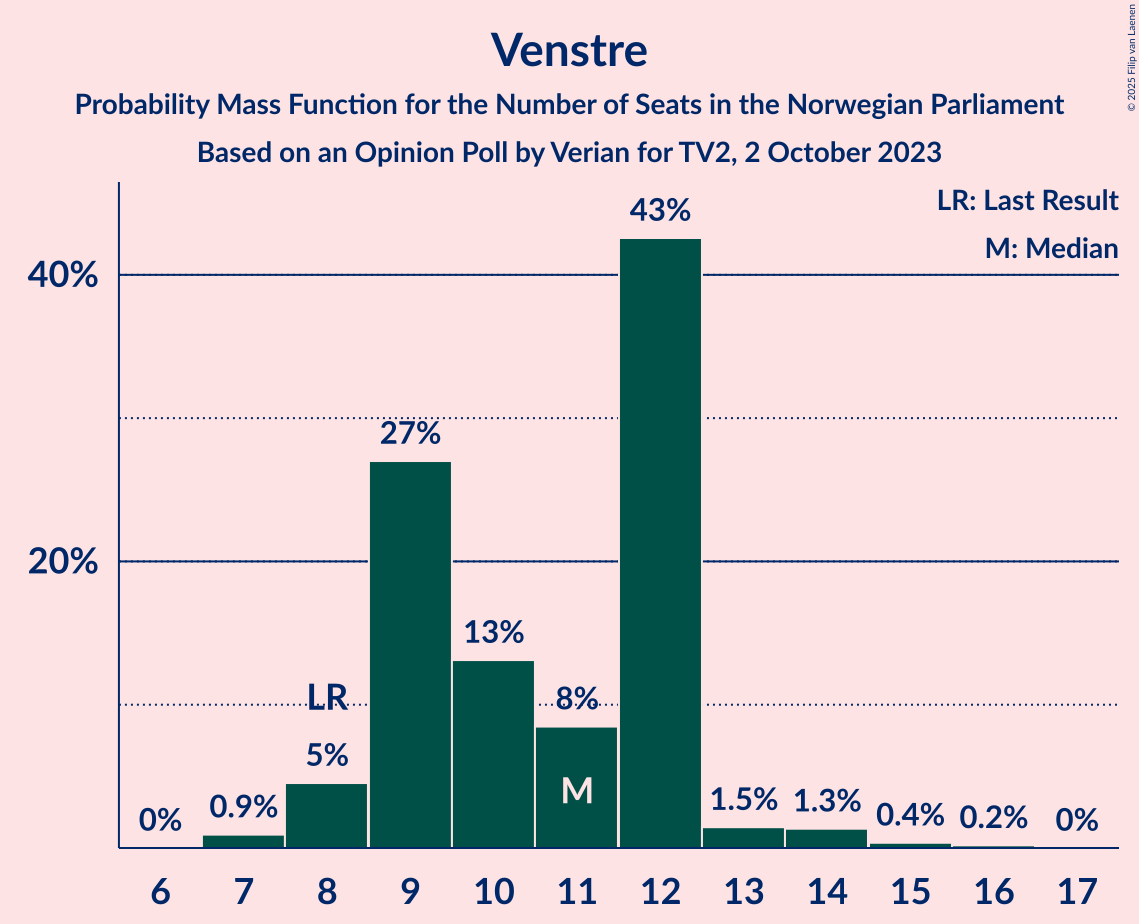 Venstre
Probability Mass Function for the Number of Seats in the Norwegian Parliament
Based on an Opinion Poll by Verian for TV2, 2 October 2023
© 2025 Filip van Laenen
LR: Last Result
M: Median
40%
20%
0%
0.9%
LR
5%
27%
13%
8%
M
43%
1.5%
1.3%
0.4%
0.2%
0%
6 7 8 9 10 11 12 13 14 15 16 17